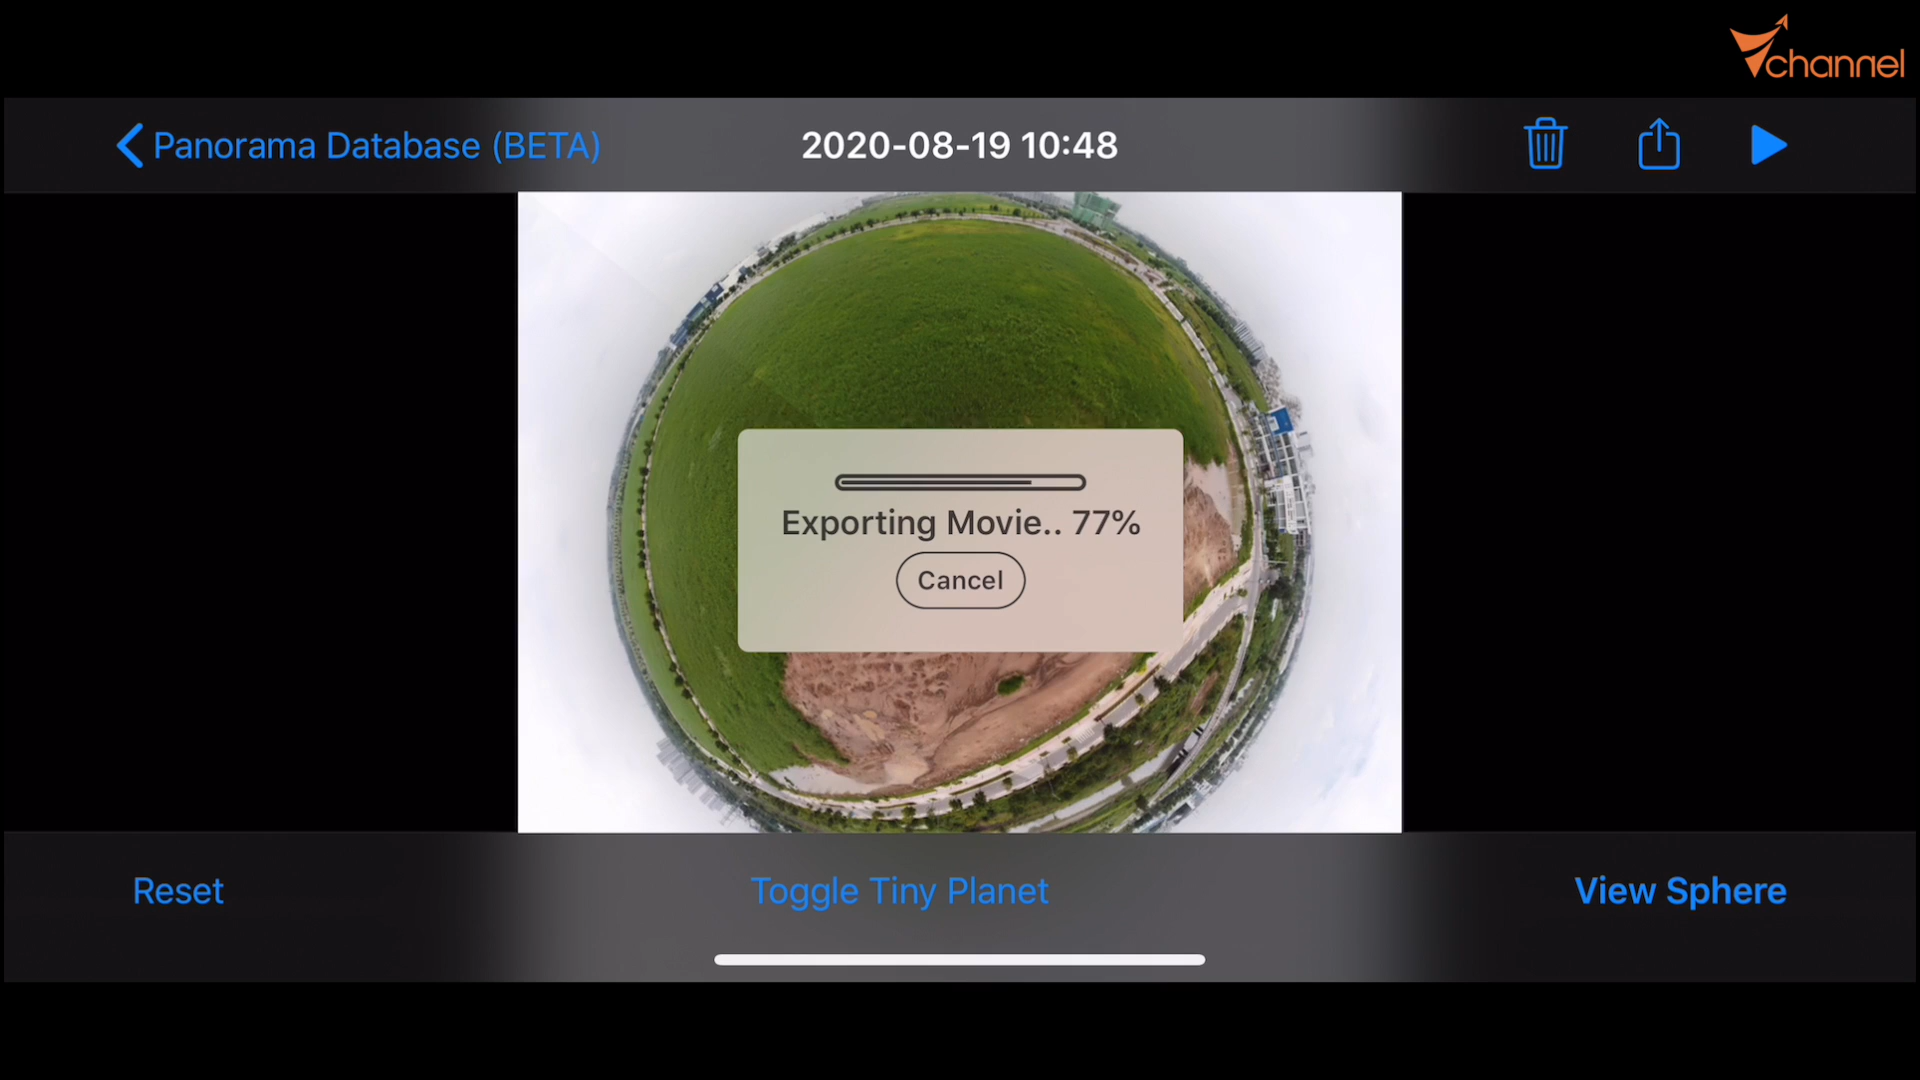 channel
Panorama Database (BETA)
2020-08-19 10:48
Exporting Movie.. 77%
Cancel
Reset
Toggle Tiny Planet
View Sphere